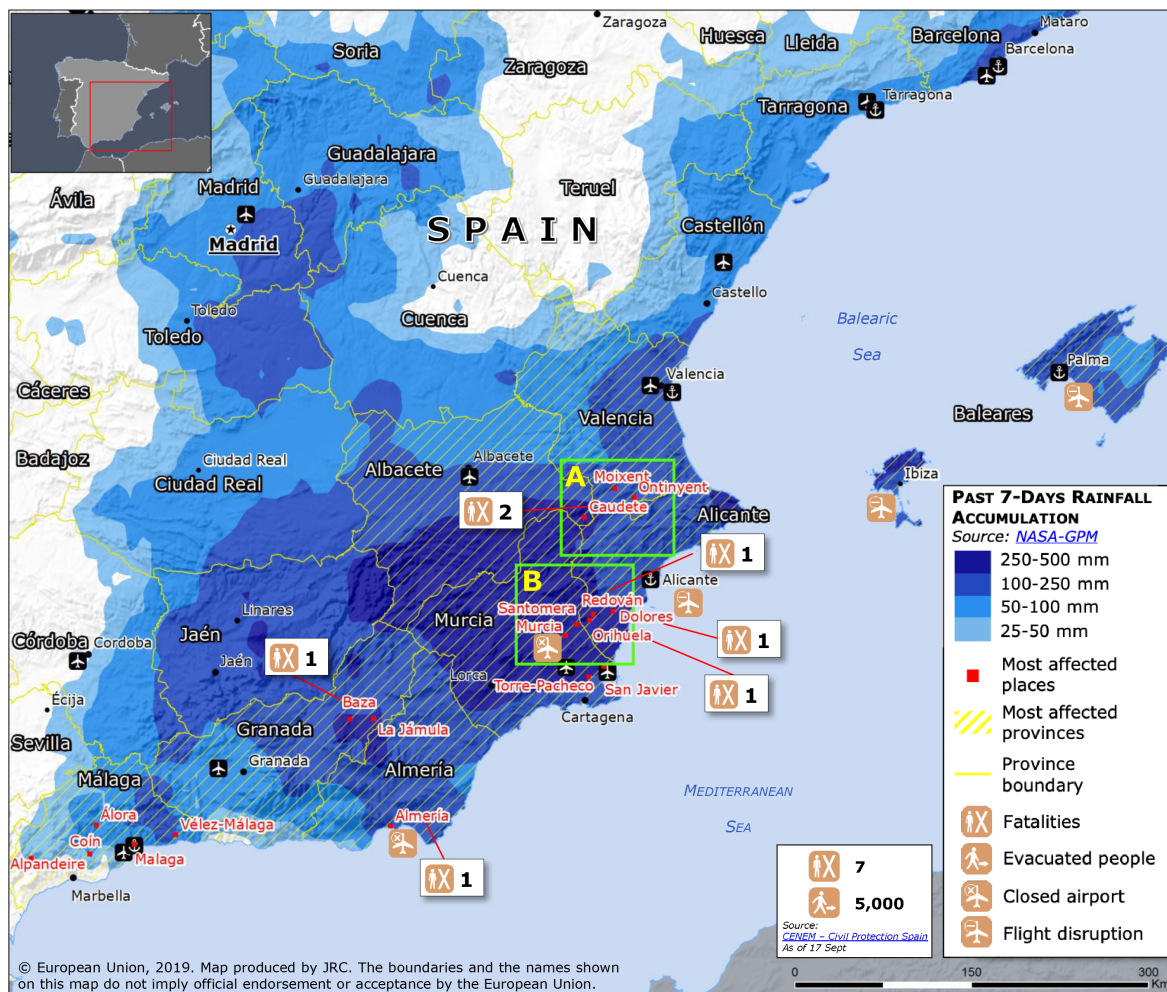 Zaragoza
Huesca
Lleida
Barcelona
Mataro
Barcelona
Soria
Zaragoza
Tarragona
Tarragona
Guadalajara
Guadalajara
Madrid
Ávila
Teruel
SPAIN
Madrid
Castellón
Cuenca
Castello
Toledo
Toledo
Cuenca
Balearic
Sea
Palma
Cáceres
Valencia
Valencia
Baleares
Badajoz
Ciudad Real
Ciudad Real
Albacete
Albacete
A
Moixent
Ontinyent
Caudete
2
Alicante
Ibiza
1
B
Alicante
Redován
Santomera
Dolores
Murcia
Murcia
Orihuela
1
Linares
Jaén
Jaén
1
Córdoba
Cordoba
Lorca
Torre-Pacheco
San Javier
1
Cartagena
Écija
Baza
La Jámula
Sevilla
Granada
Granada
Almería
Málaga
Álora
Vélez-Málaga
Almería
Coín
Malaga
Alpandeire
Marbella
1
MEDITERRANEAN
SEA
PAST 7-DAYS RAINFALL
ACCUMULATION
Source: NASA-GPM
250-500 mm
100-250 mm
50-100 mm
25-50 mm
Most affected
places
Most affected
provinces
Province
boundary
Fatalities
Evacuated people
Closed airport
Flight disruption
7
5,000
Source:
CENEM – Civil Protection Spain
As of 17 Sept
0 150 300
Km
© European Union, 2019. Map produced by JRC. The boundaries and the names shown
on this map do not imply official endorsement or acceptance by the European Union.